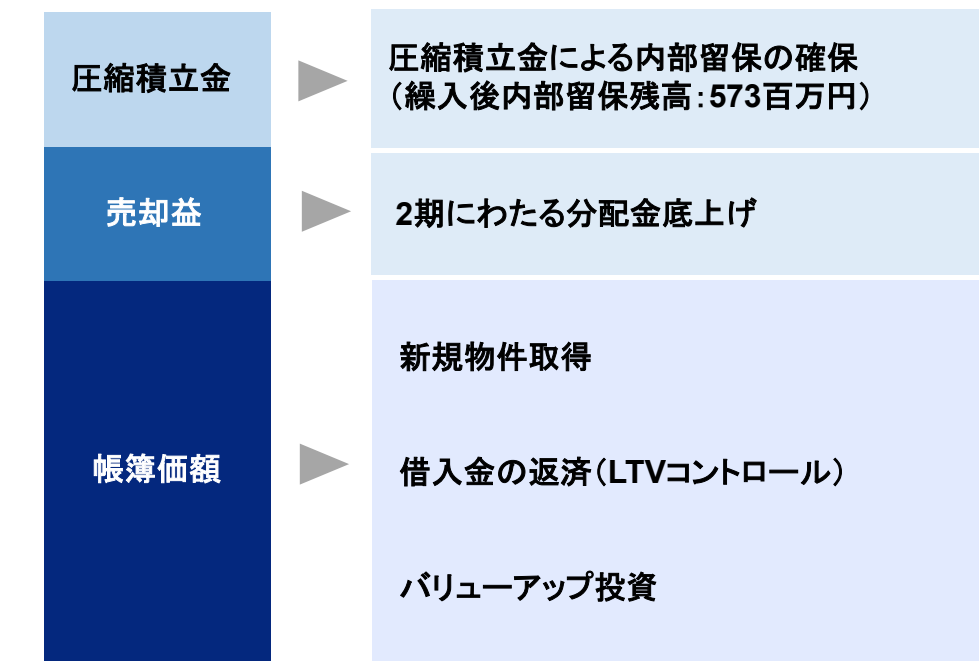 圧縮積立金
圧縮積立金による内部留保の確保
（繰入後内部留保残高：573百万円）
売却益
2期にわたる分配金底上げ
帳簿価額
新規物件取得
借入金の返済（LTVコントロール）
バリューアップ投資